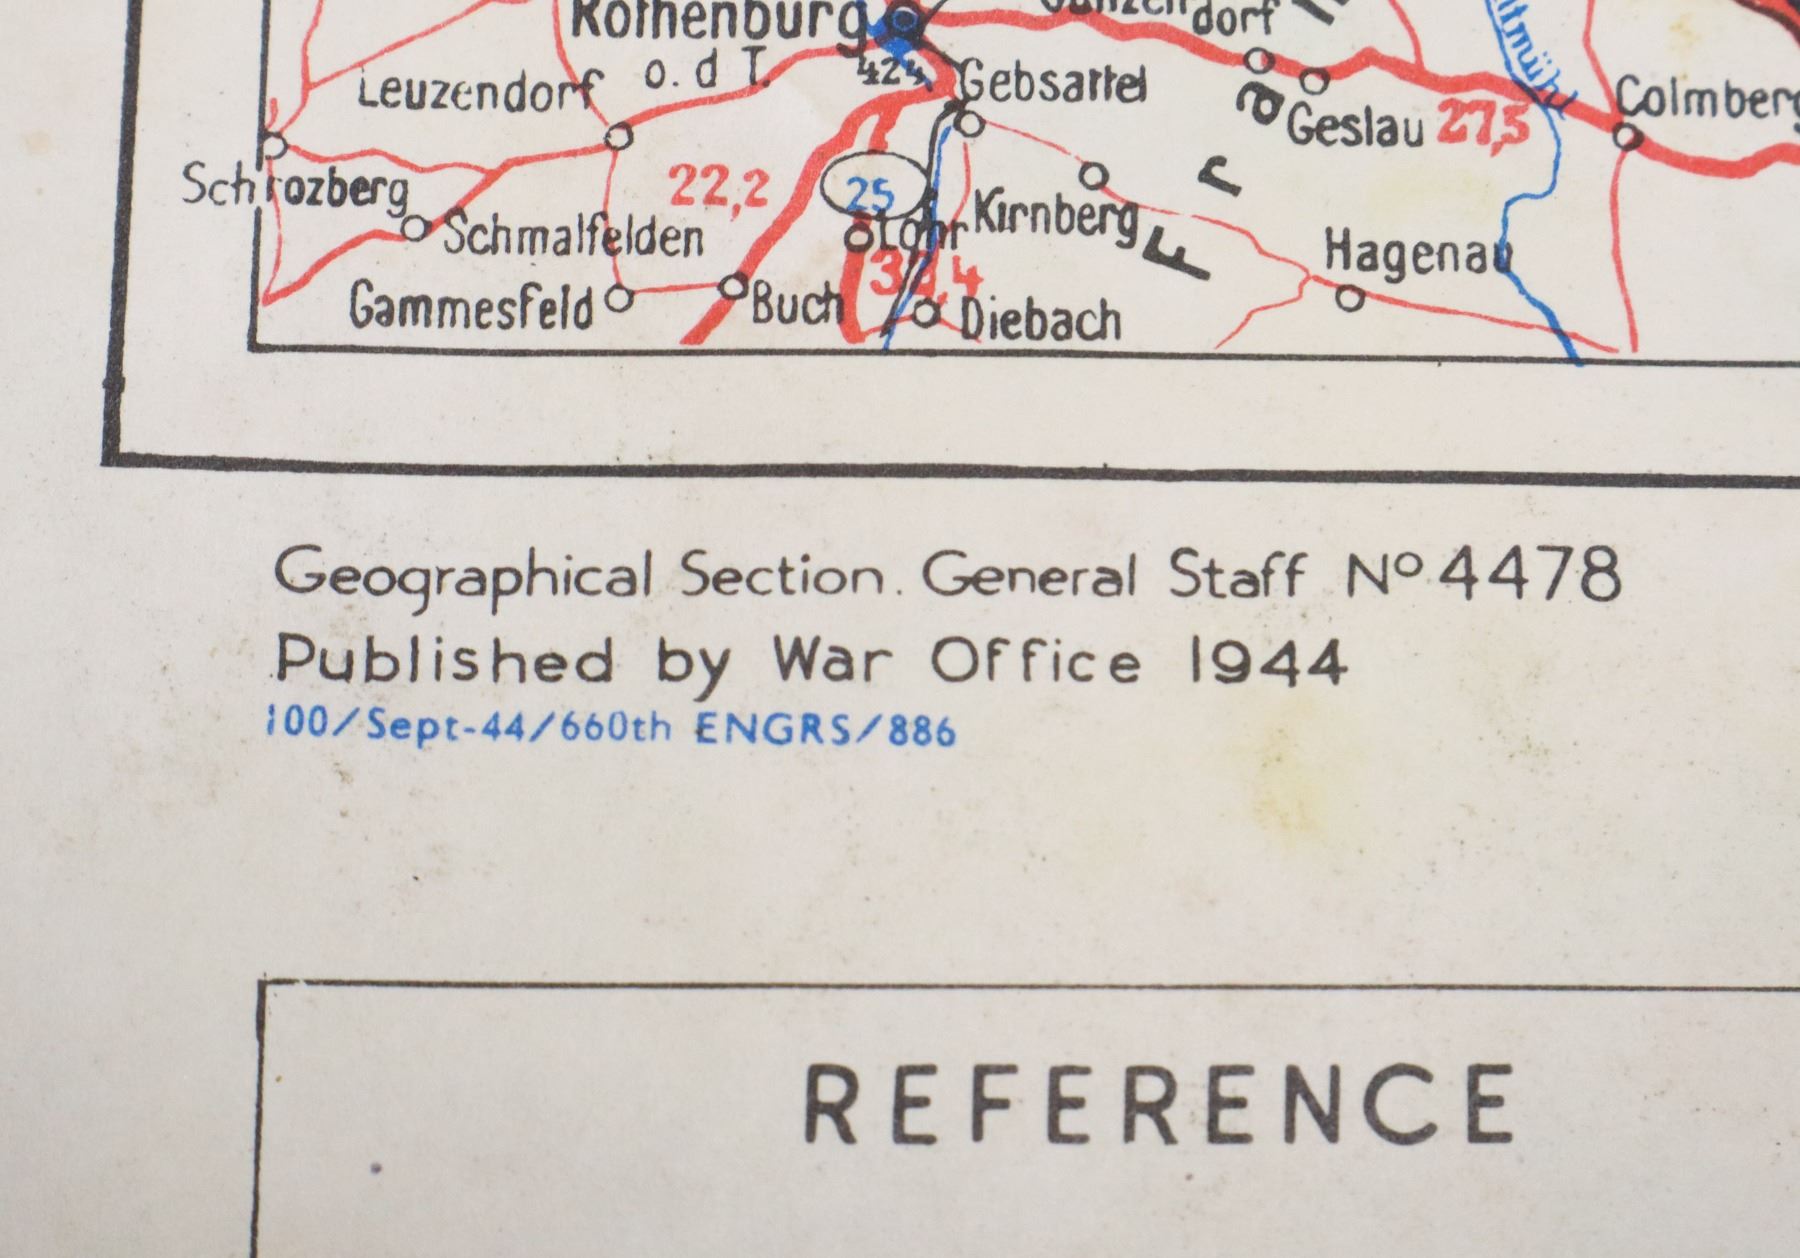 Rothenburg
o. d T.
dorf
424
Leuzendorf
Gebsattel
Colmberg
Geslau 27,5
Schrozberg
22,2
25
Kirnberg
Schmalfelden
Lohr
Hagenau
Gammesfeld
Buch
Diebach
Geographical Section. General Staff Nº 4478
Published by War Office 1944
100/Sept-44/660th ENGRS/886
REFERENCE